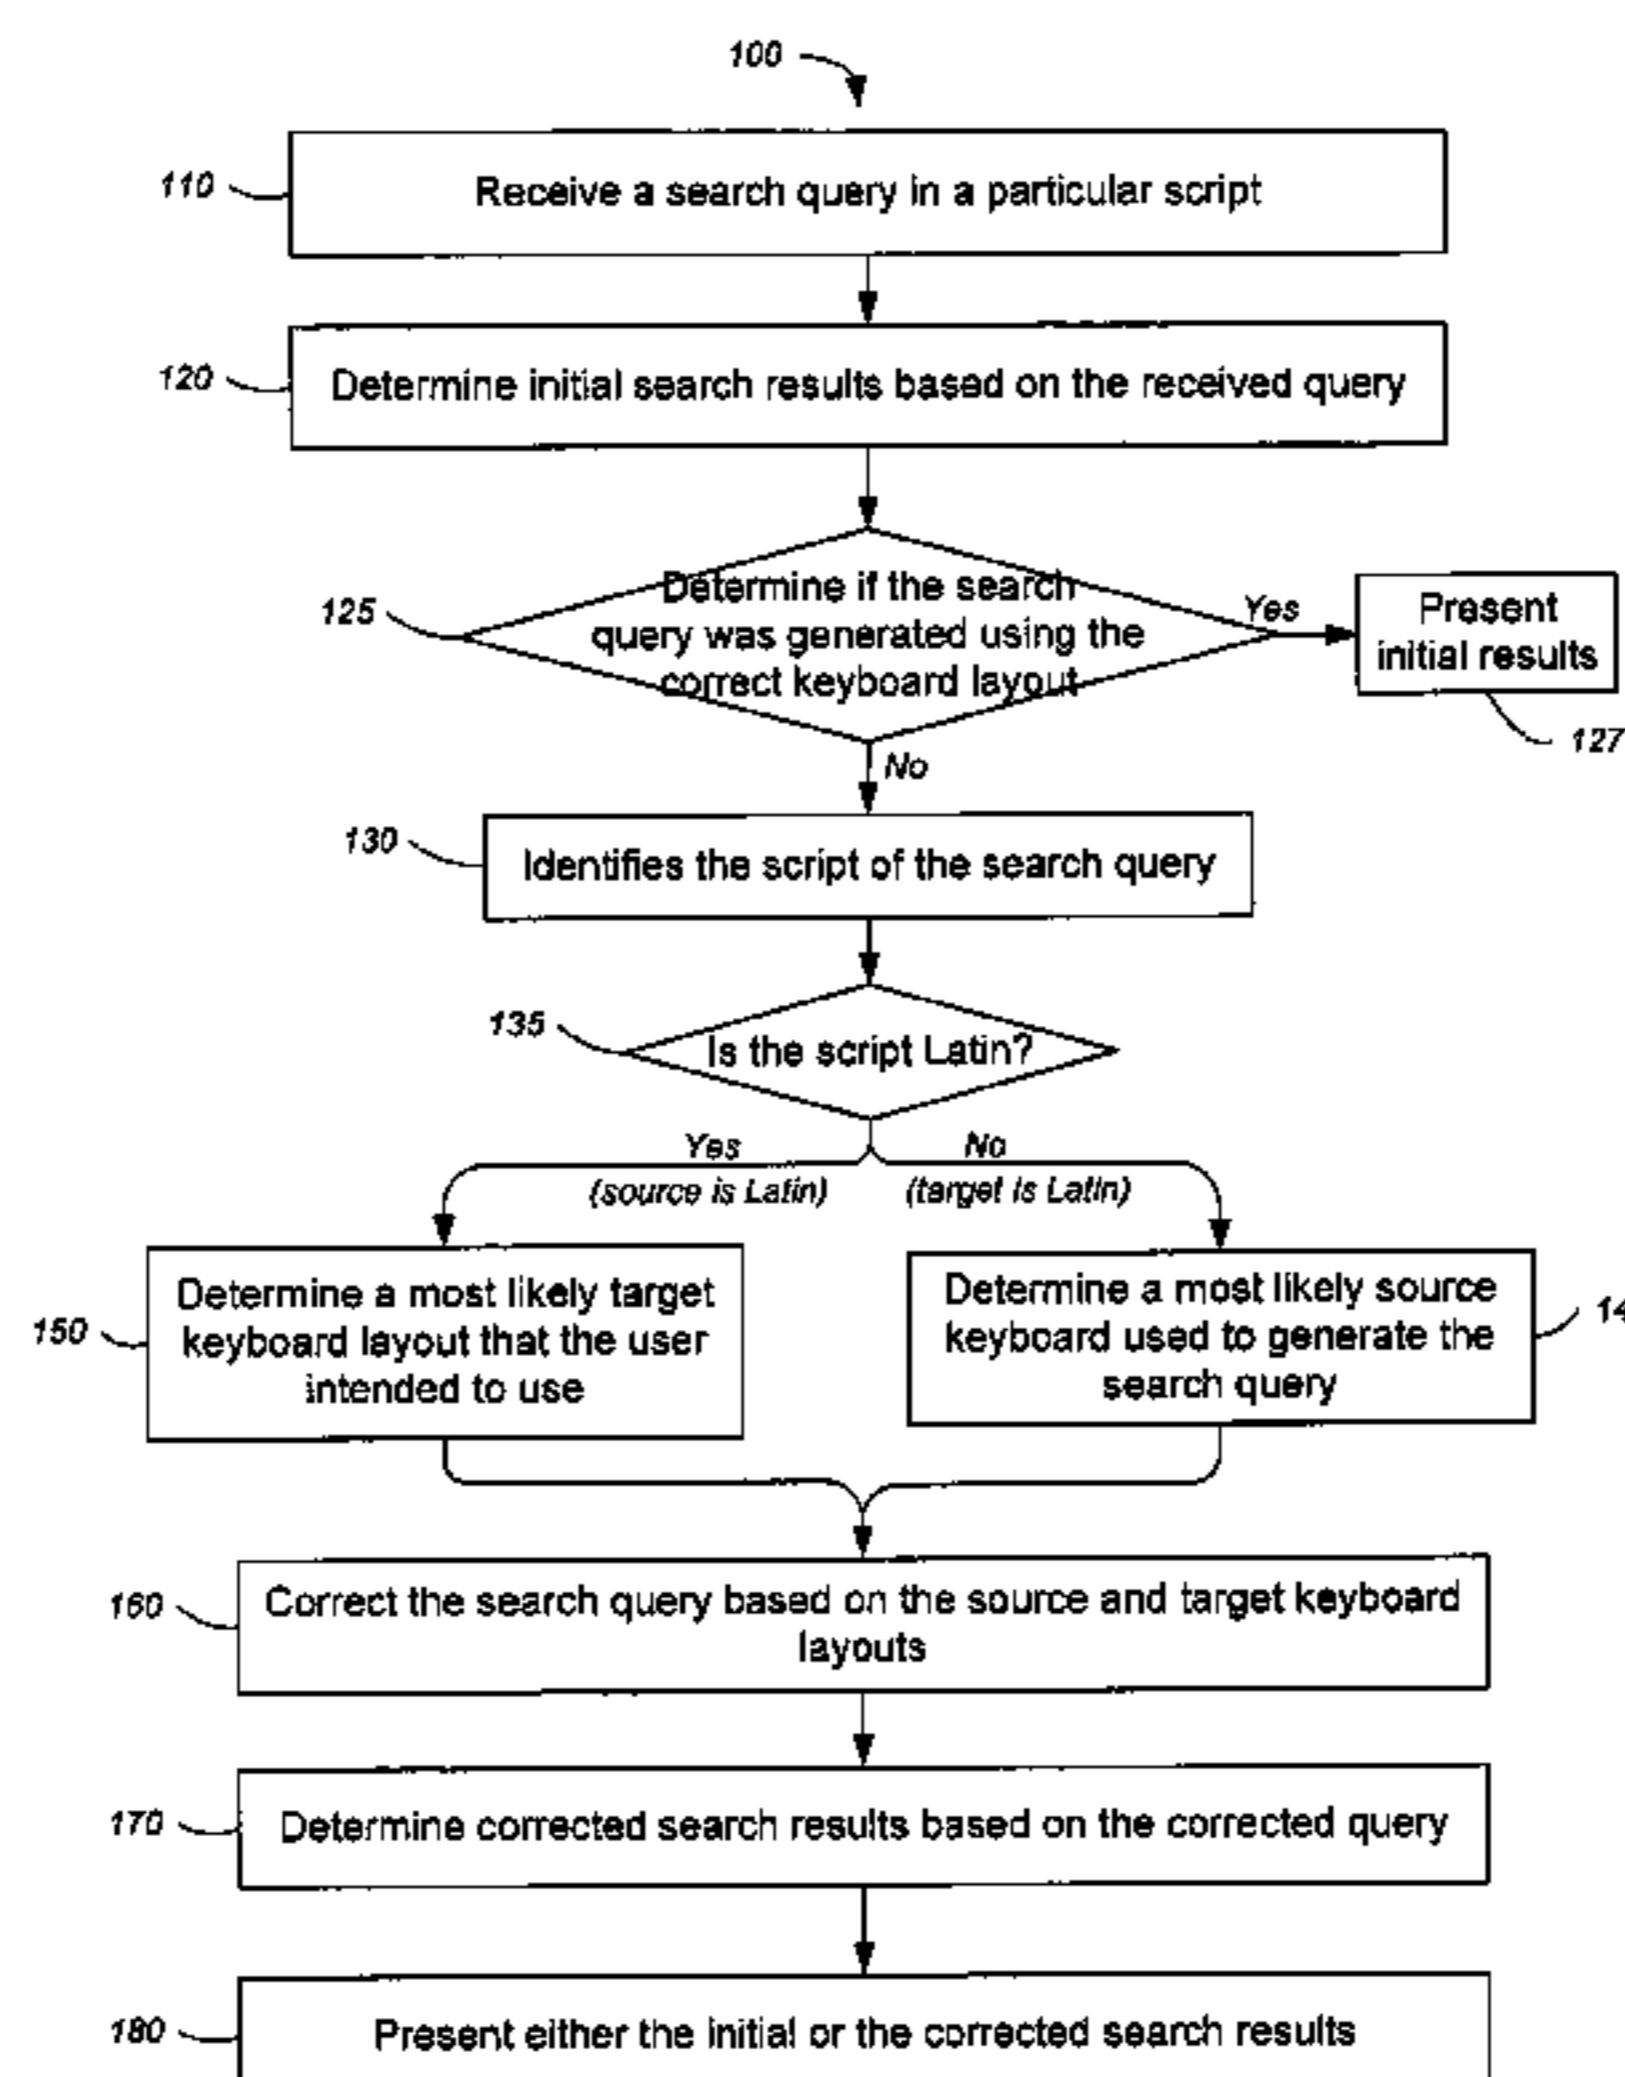 100
110
Receive a search query in a particular script
120
Determine initial search results based on the received query
125
Determine if the search
query was generated using the
correct keyboard layout
Yes
Present
initial results
127
No
130
Identifies the script of the search query
135
Is the script Latin?
Yes
No
(source is Latin)
(target is Latin)
150
Determine a most likely target
keyboard layout that the user
intended to use
Determine a most likely source
keyboard used to generate the
search query
160
Correct the search query based on the source and target keyboard
layouts
170
Determine corrected search results based on the corrected query
180
Present either the initial or the corrected search results